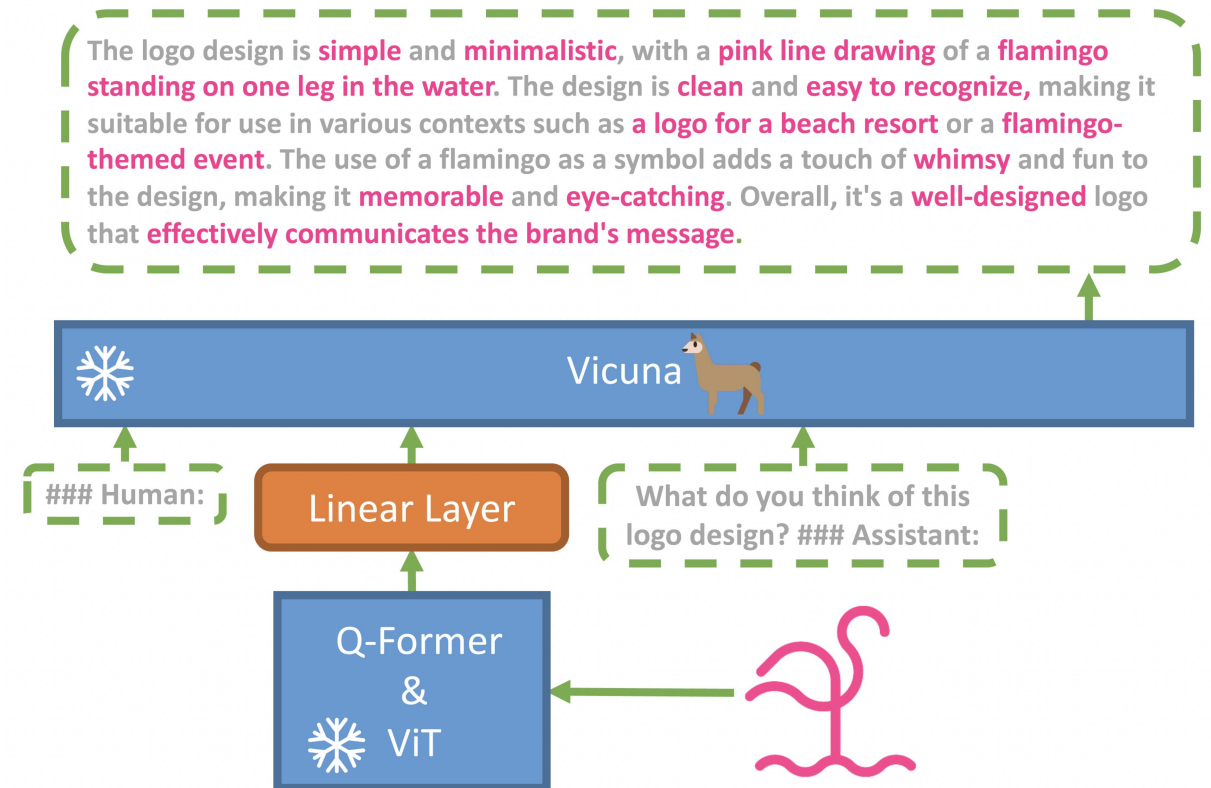 The logo design is simple and minimalistic, with a pink line drawing of a flamingo
standing on one leg in the water. The design is clean and easy to recognize, making it
suitable for use in various contexts such as a logo for a beach resort or a flamingo-
themed event. The use of a flamingo as a symbol adds a touch of whimsy and fun to
the design, making it memorable and eye-catching. Overall, it's a well-designed logo
that effectively communicates the brand's message.
Vicuna
### Human:
Linear Layer
What do you think of this
logo design? ### Assistant:
Q-Former
&
ViT